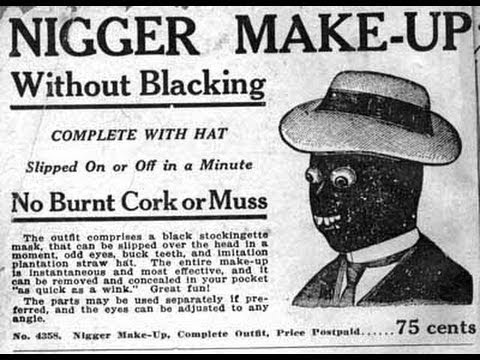 NIGGER MAKE-UP
Without Blacking
COMPLETE WITH HAT
Slipped On or Off in a Minute
No Burnt Cork or Muss
The outfit comprises a black stockingette
mask, that can be slipped over the head in a
moment, odd eyes, buck teeth, and imitation
plantation straw hat. The entire make-up
is instantaneous and most effective, and it
can be removed and concealed in your pocket
"as quick as a wink." Great fun!
The parts may be used separately if pre-
ferred, and the eyes can be adjusted to any
angle.
No. 4358. Nigger Make-Up, Complete Outfit, Price Postpaid......75 cents